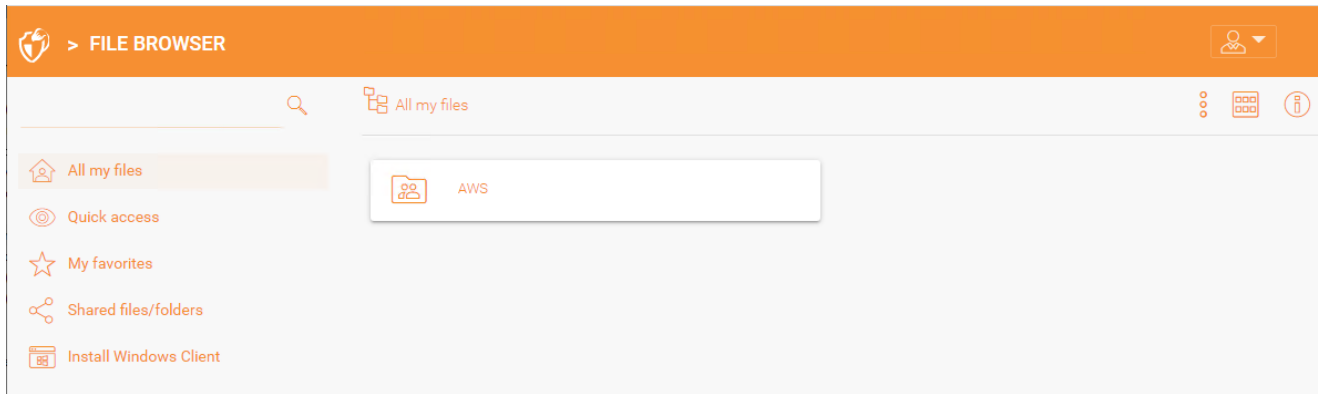 > FILE BROWSER
All my files
All my files
AWS
Quick access
My favorites
Shared files/folders
Install Windows Client